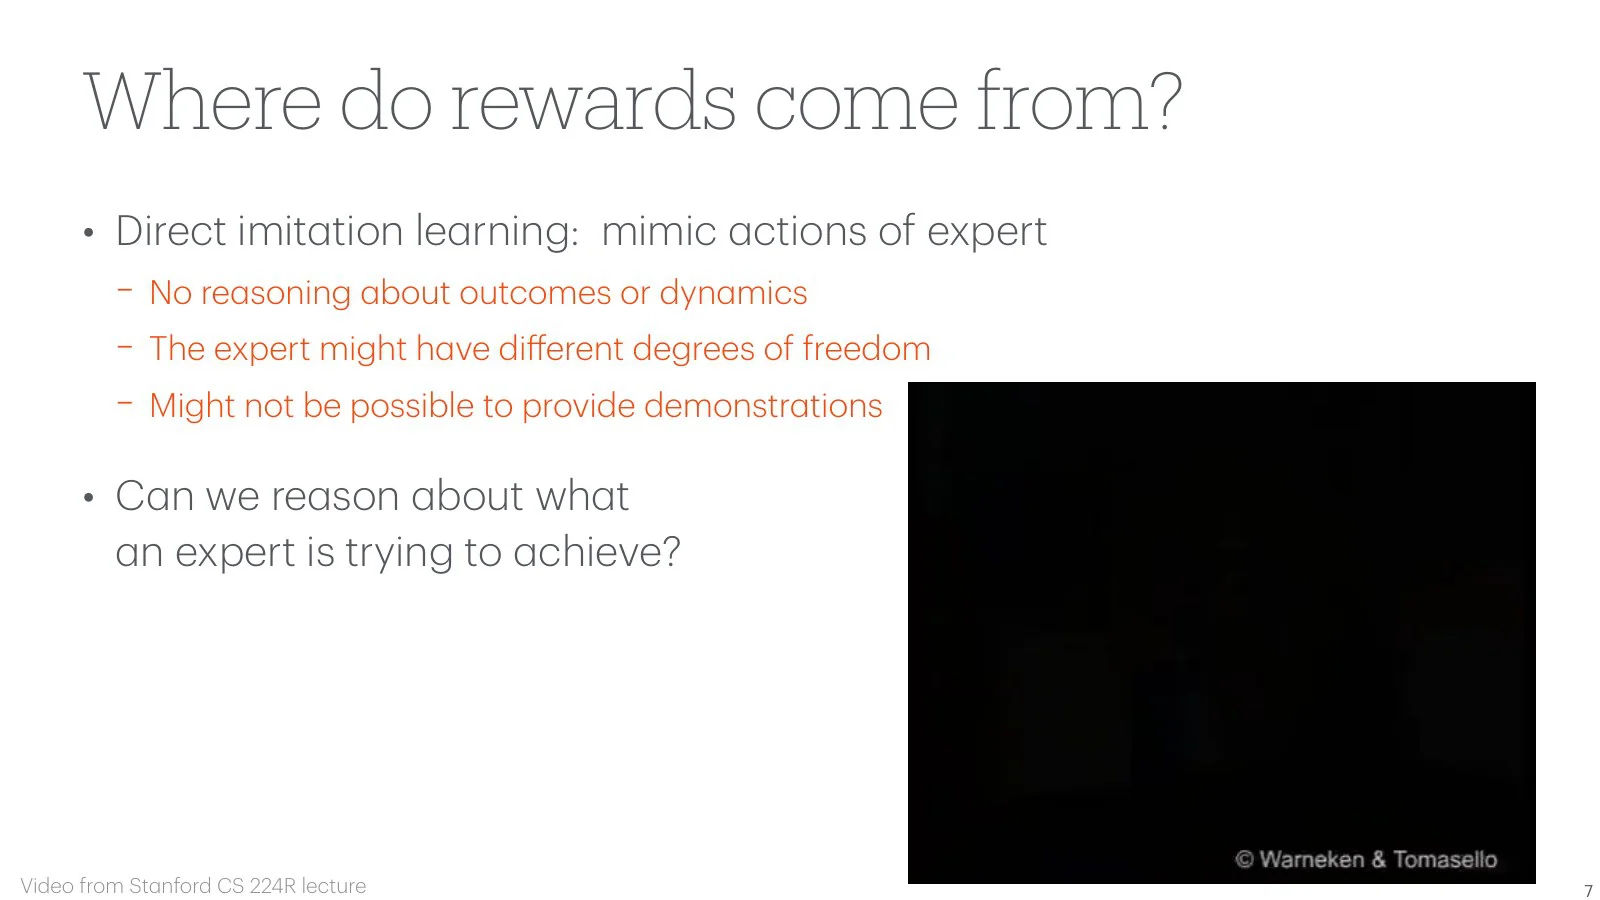 Where do rewards come from?
• Direct imitation learning: mimic actions of expert
– No reasoning about outcomes or dynamics
– The expert might have different degrees of freedom
– Might not be possible to provide demonstrations
• Can we reason about what
an expert is trying to achieve?
© Warneken & Tomasello
Video from Stanford CS 224R lecture
7